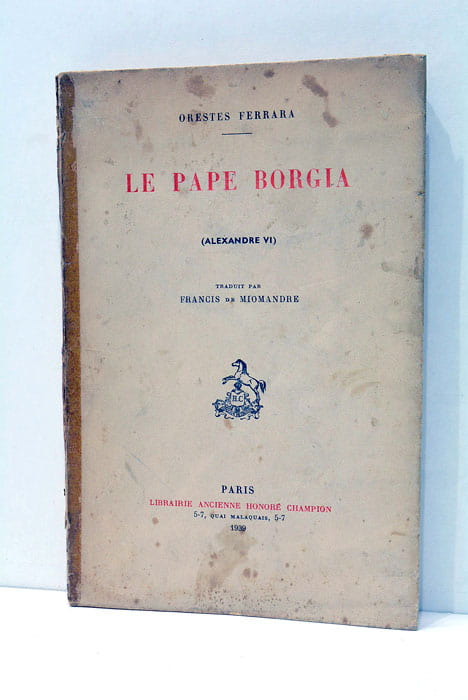 ORESTES FERRARA
LE PAPE BORGIA
(ALEXANDRE VI)
TRADUIT PAR
FRANCIS DE MIOMANDRE
H.C
PARIS
LIBRAIRIE ANCIENNE HONORÉ CHAMPION
5-7, QUAI MALAQUAIS, 5-7
1939